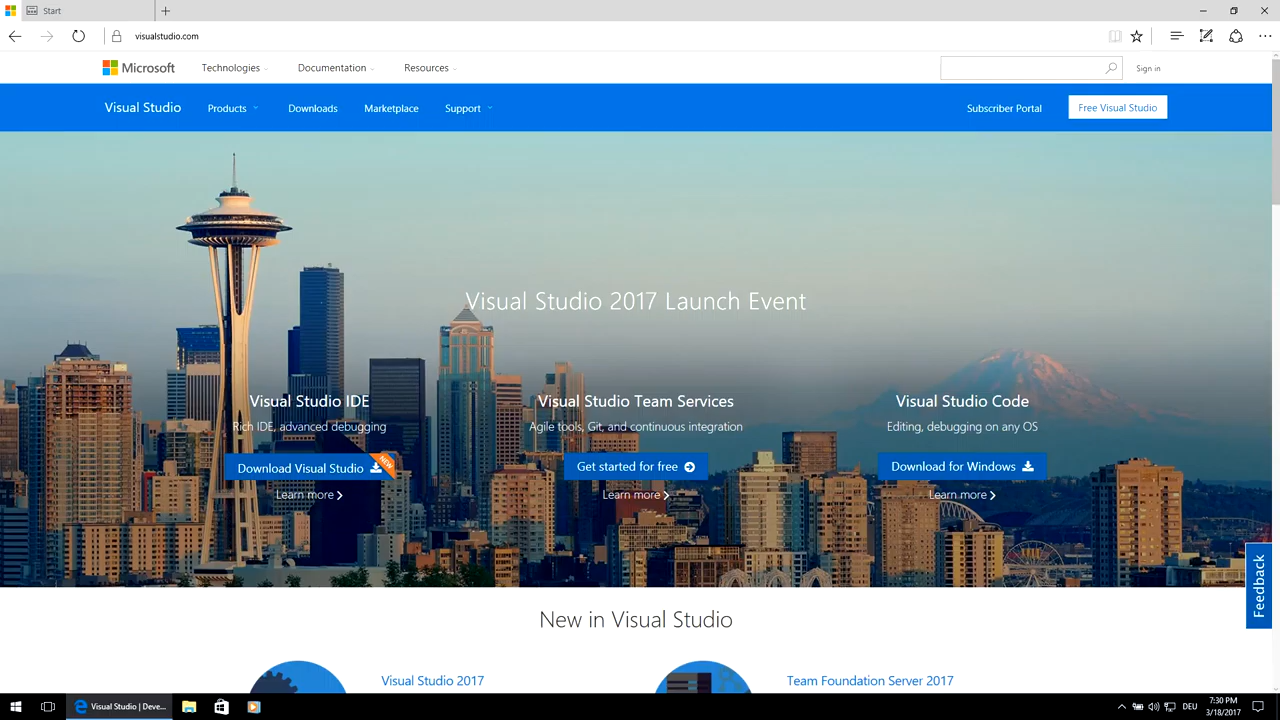 Start
visualstudio.com
Microsoft
Technologies
Documentation
Resources
Sign in
Visual Studio
Products
Downloads
Marketplace
Support
Subscriber Portal
Free Visual Studio
Visual Studio 2017 Launch Event
Visual Studio IDE
Rich IDE, advanced debugging
Download Visual Studio
NEW
Learn more
Visual Studio Team Services
Agile tools, Git, and continuous integration
Get started for free
Learn more
Visual Studio Code
Editing, debugging on any OS
Download for Windows
Learn more
Feedback
New in Visual Studio
Visual Studio 2017
Team Foundation Server 2017
Visual Studio | Deve...
DEU
7:30 PM
3/18/2017